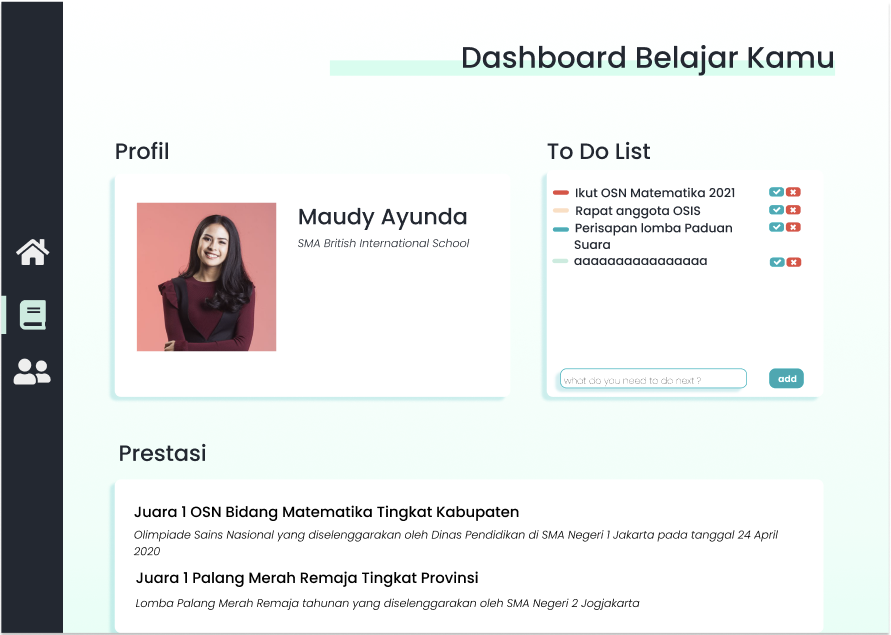 Dashboard Belajar Kamu
Profil
Maudy Ayunda
SMA British International School
To Do List
Ikut OSN Matematika 2021
Rapat anggota OSIS
Perisapan lomba Paduan
Suara
aaaaaaaaaaaaaaaa
what do you need to do next ?
add
Prestasi
Juara 1 OSN Bidang Matematika Tingkat Kabupaten
Olimpiade Sains Nasional yang diselenggarakan oleh Dinas Pendidikan di SMA Negeri 1 Jakarta pada tanggal 24 April
2020
Juara 1 Palang Merah Remaja Tingkat Provinsi
Lomba Palang Merah Remaja tahunan yang diselenggarakan oleh SMA Negeri 2 Jogjakarta